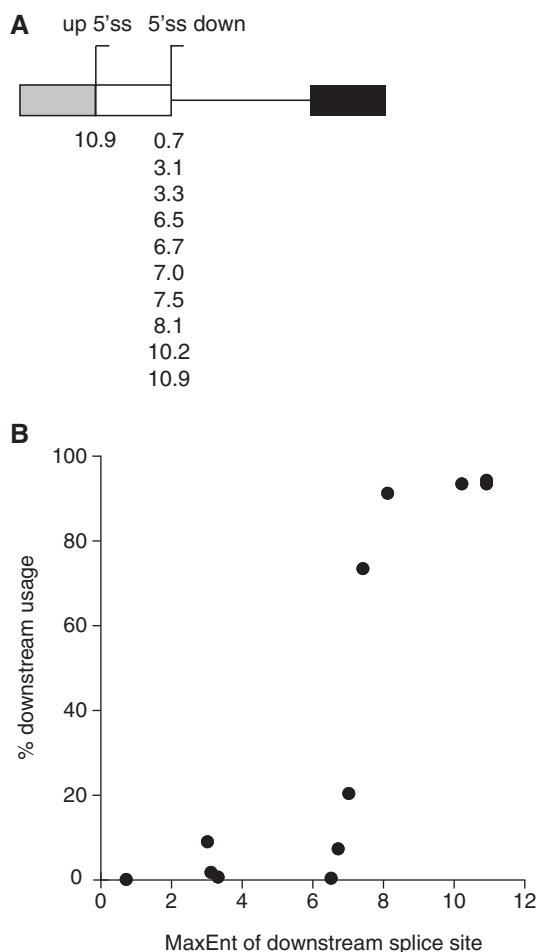 A
up 5'ss 5'ss down
10.9 0.7
3.1
3.3
6.5
6.7
7.0
7.5
8.1
10.2
10.9
B
100
80
60
40
20
0
% downstream usage
0 2 4 6 8 10 12
MaxEnt of downstream splice site